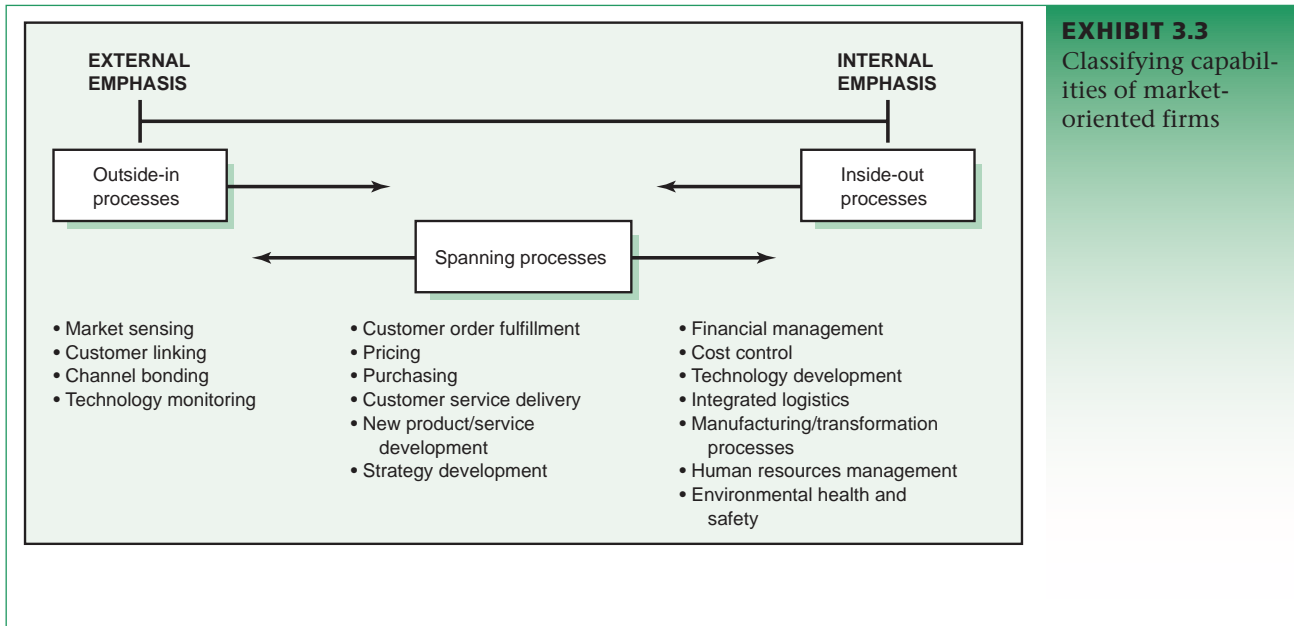 EXHIBIT 3.3
Classifying capabil-
ities of market-
oriented firms
EXTERNAL
EMPHASIS
INTERNAL
EMPHASIS
Outside-in
processes
Inside-out
processes
Spanning processes
• Market sensing
• Customer linking
• Channel bonding
• Technology monitoring
• Customer order fulfillment
• Pricing
• Purchasing
• Customer service delivery
• New product/service
development
• Strategy development
• Financial management
• Cost control
• Technology development
• Integrated logistics
• Manufacturing/transformation
processes
• Human resources management
• Environmental health and
safety